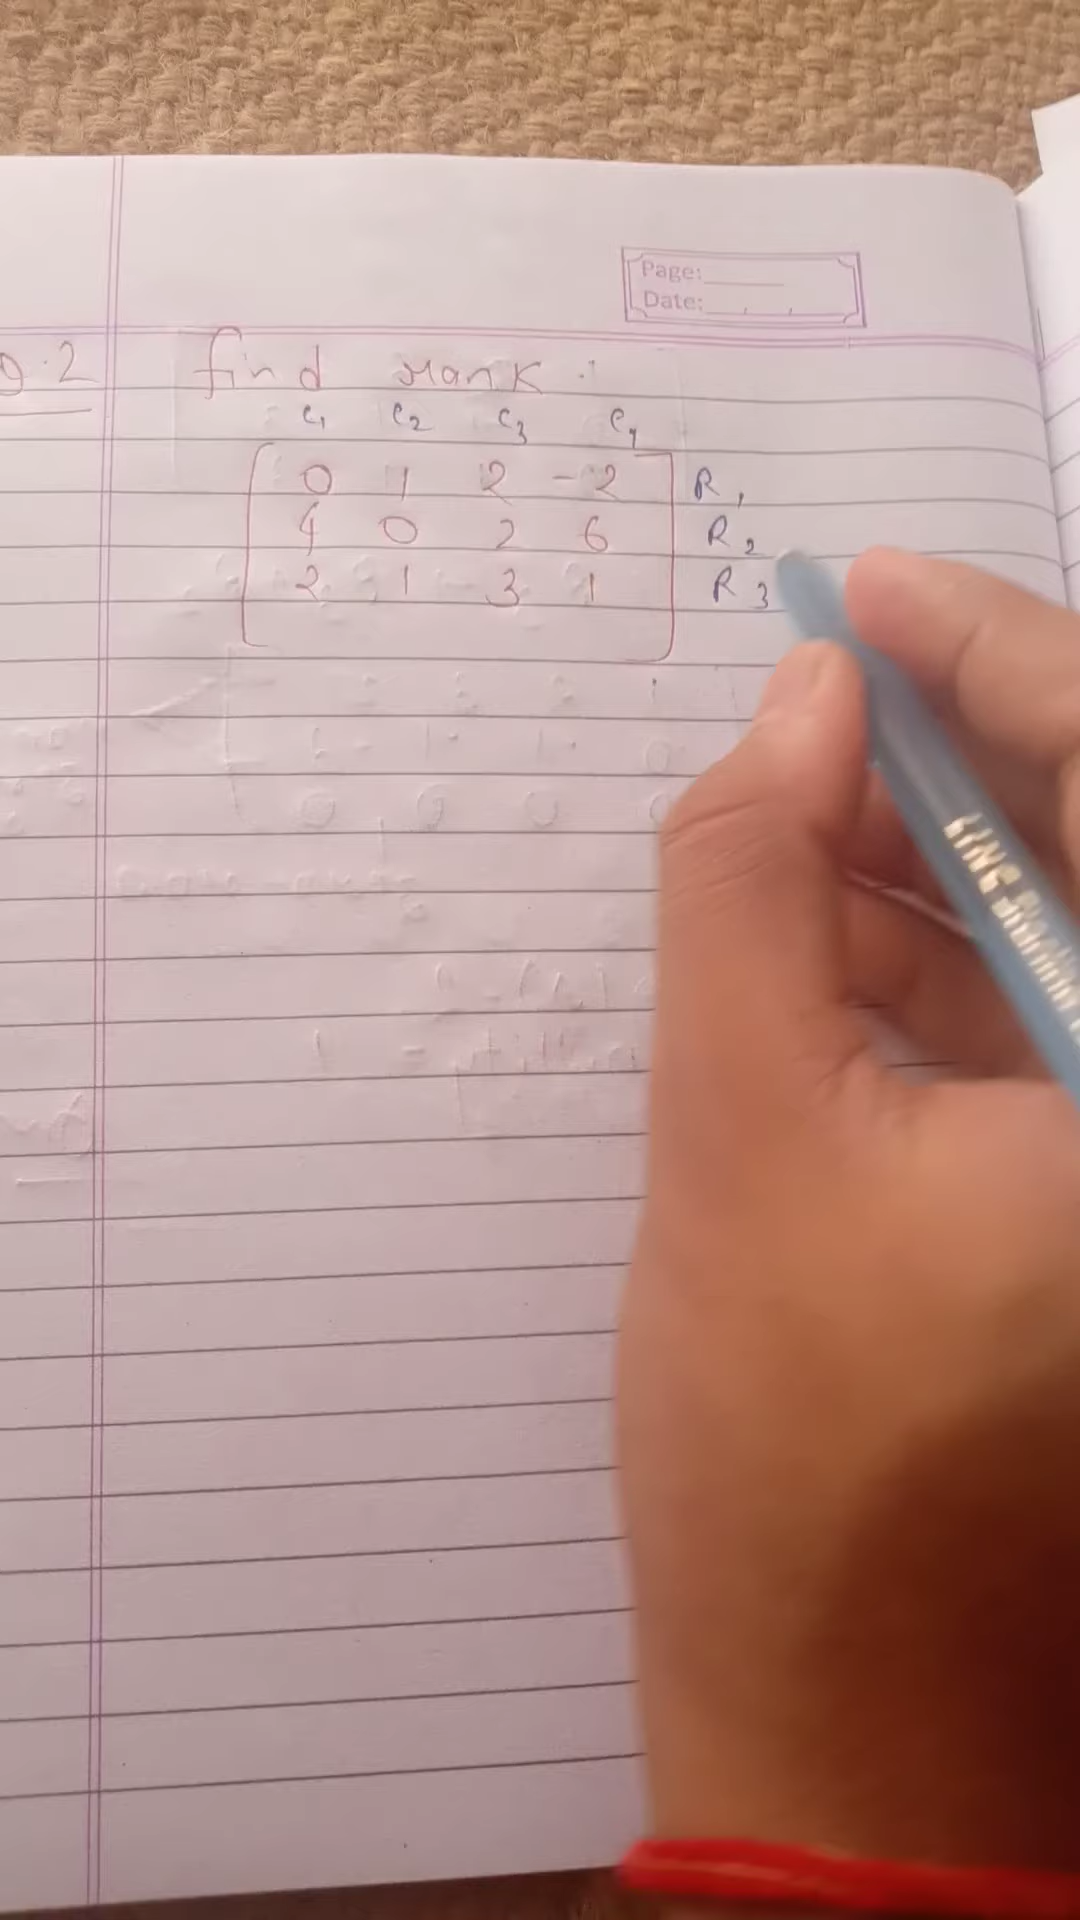 Page:
Date:
find rank :
C1 C2 C3 C4
0 1 2 -2 R1
4 0 2 6 R2
2 1 3 1 R3